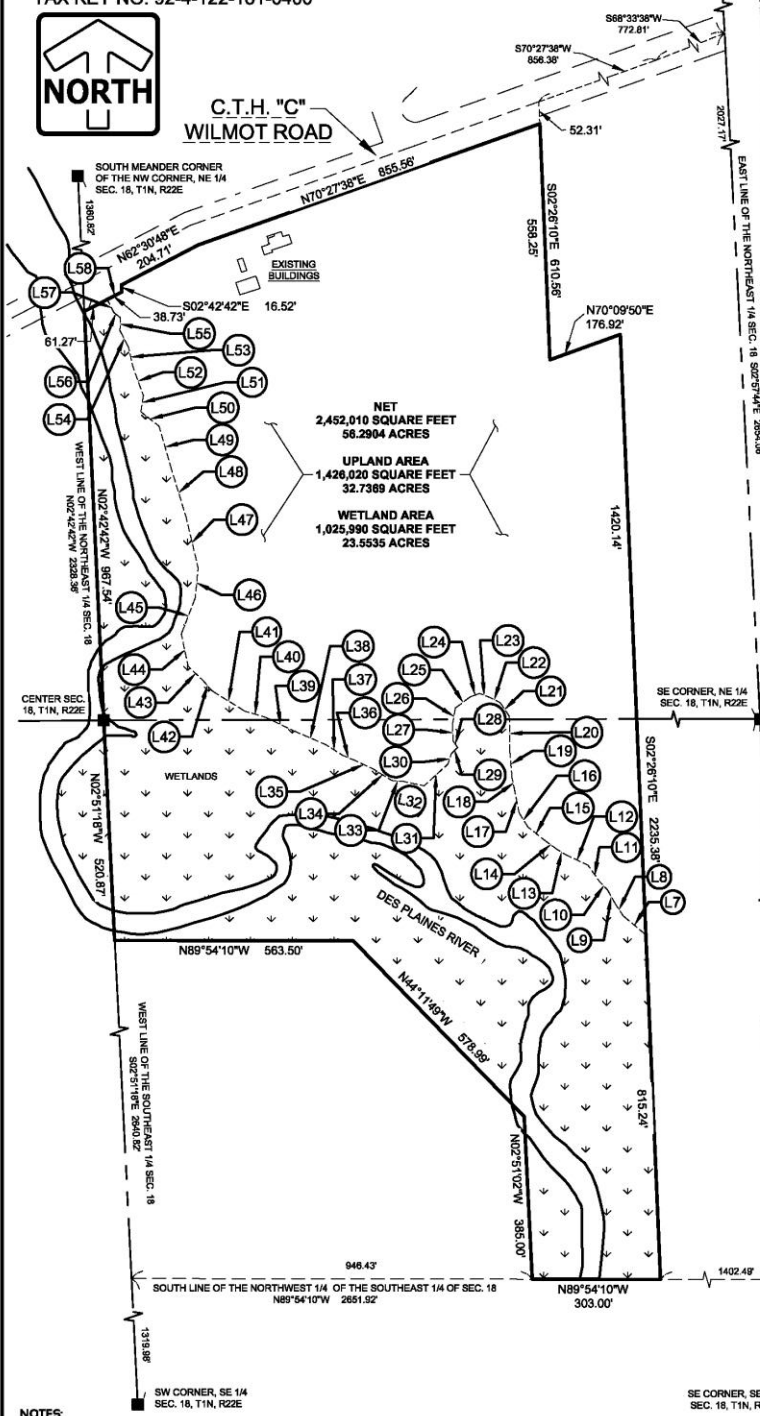 TAX KEY NO. 92-4-122-181-0400
NORTH
C.T.H. "C"
WILMOT ROAD
S68°33'38"W
772.81'
S70°27'38"W
856.38'
52.31'
2027.17'
EAST LINE OF THE NORTHEAST 1/4 SEC. 18 S02°57'44"E 2654.06'
SOUTH MEANDER CORNER
OF THE NW CORNER, NE 1/4
SEC. 18, T1N, R22E
1360.82'
N70°27'38"E 855.56'
N62°30'48"E
204.71'
EXISTING
BUILDINGS
S02°26'10"E 610.56'
558.25'
L58
L57
S02°42'42"E 16.52'
38.73'
61.27'
N70°09'50"E
176.92'
L55
L53
L56
L52
L51
L54
L50
L49
L48
L47
L46
L45
NET
2,452,010 SQUARE FEET
56.2904 ACRES
UPLAND AREA
1,426,020 SQUARE FEET
32.7369 ACRES
WETLAND AREA
1,025,990 SQUARE FEET
23.5535 ACRES
WEST LINE OF THE NORTHEAST 1/4 SEC. 18
N02°42'42"W 2328.36'
N02°42'42"W 967.54'
1420.14'
L44
L43
L42
L41
L40
L39
L38
L37
L36
L24
L23
L22
L21
L25
L26
L27
L28
L20
L19
L30
L29
L16
L35
L18
L15
L12
L32
L34
L33
L31
L17
L11
L14
L13
L8
L10
L7
L9
CENTER SEC.
18, T1N, R22E
SE CORNER, NE 1/4
SEC. 18, T1N, R22E
WETLANDS
S02°26'10"E 2235.38'
N02°51'18"W 520.87'
DES PLAINES RIVER
N89°54'10"W 563.50'
N44°11'49"W 578.99'
WEST LINE OF THE SOUTHEAST 1/4 SEC. 18
S02°51'18"E 2640.82'
815.24'
N02°51'02"W 385.00'
946.43'
SOUTH LINE OF THE NORTHWEST 1/4 OF THE SOUTHEAST 1/4 OF SEC. 18
N89°54'10"W 2651.92'
N89°54'10"W
303.00'
1402.49'
1319.98'
SW CORNER, SE 1/4
SEC. 18, T1N, R22E
SE CORNER, SE
SEC. 18, T1N, R
NOTES: